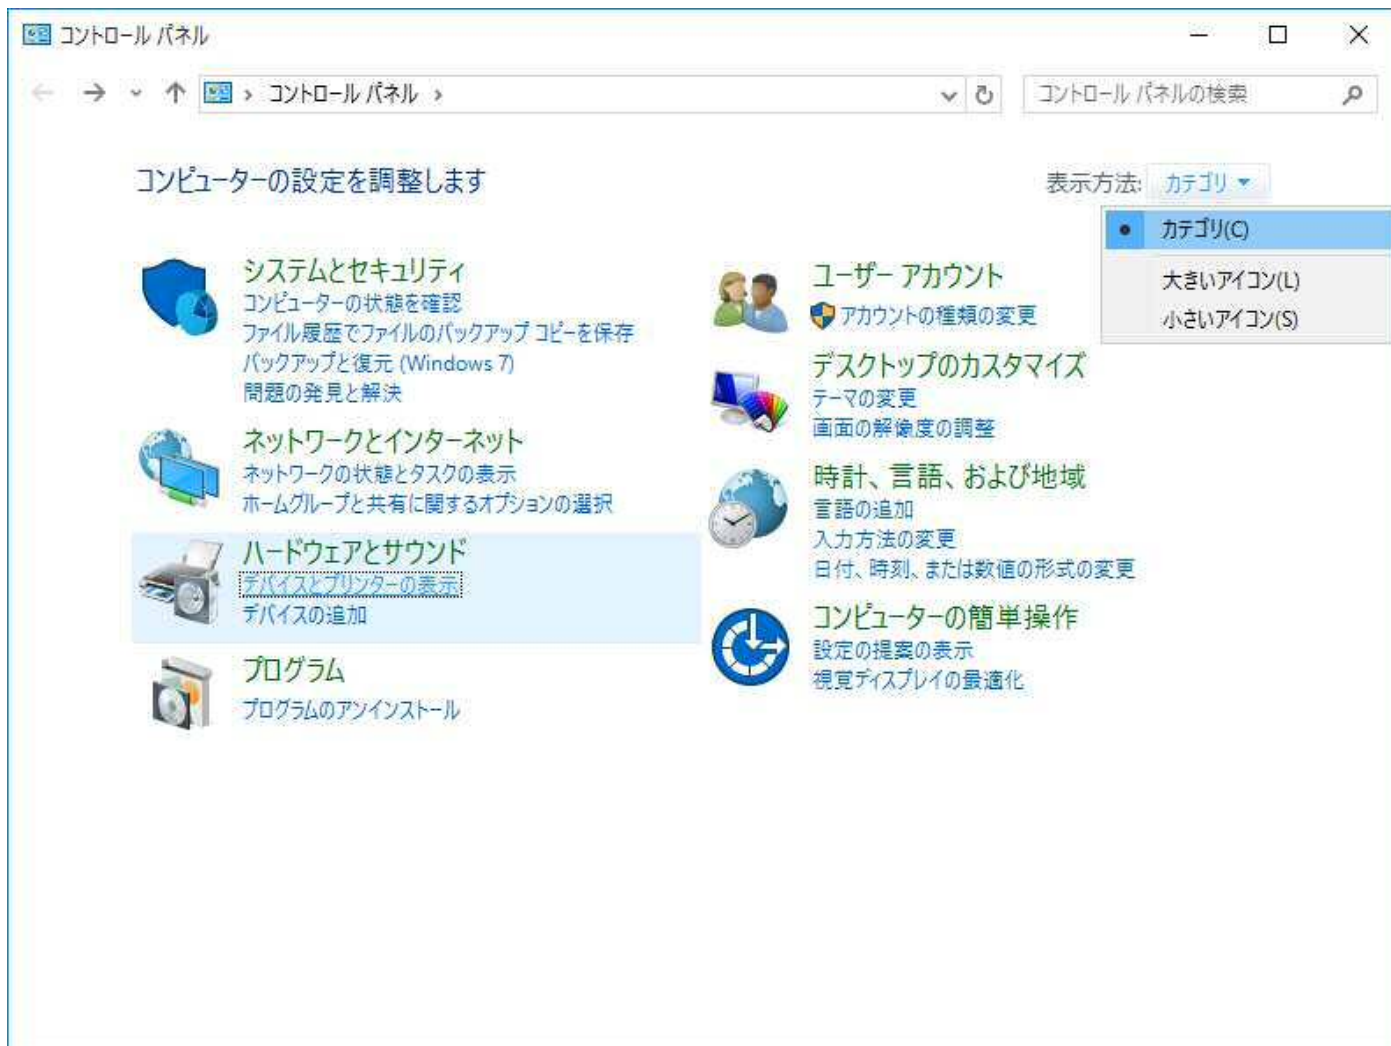 コントロール パネル
コントロール パネル
コントロール パネルの検索
コンピューターの設定を調整します
表示方法: カテゴリ
カテゴリ(C)
大きいアイコン(L)
小さいアイコン(S)
システムとセキュリティ
コンピューターの状態を確認
ファイル履歴でファイルのバックアップ コピーを保存
バックアップと復元 (Windows 7)
問題の発見と解決
ネットワークとインターネット
ネットワークの状態とタスクの表示
ホームグループと共有に関するオプションの選択
ハードウェアとサウンド
デバイスとプリンターの表示
デバイスの追加
プログラム
プログラムのアンインストール
ユーザー アカウント
アカウントの種類の変更
デスクトップのカスタマイズ
テーマの変更
画面の解像度の調整
時計、言語、および地域
言語の追加
入力方法の変更
日付、時刻、または数値の形式の変更
コンピューターの簡単操作
設定の提案の表示
視覚ディスプレイの最適化